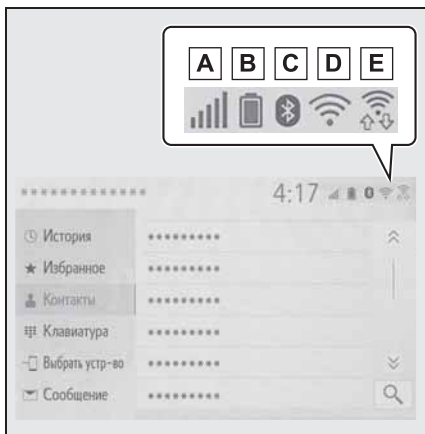 A B C D E
************* 4:17
История *********
Избранное *********
Контакты *********
Клавиатура *********
Выбрать устр-во *********
Сообщение *********